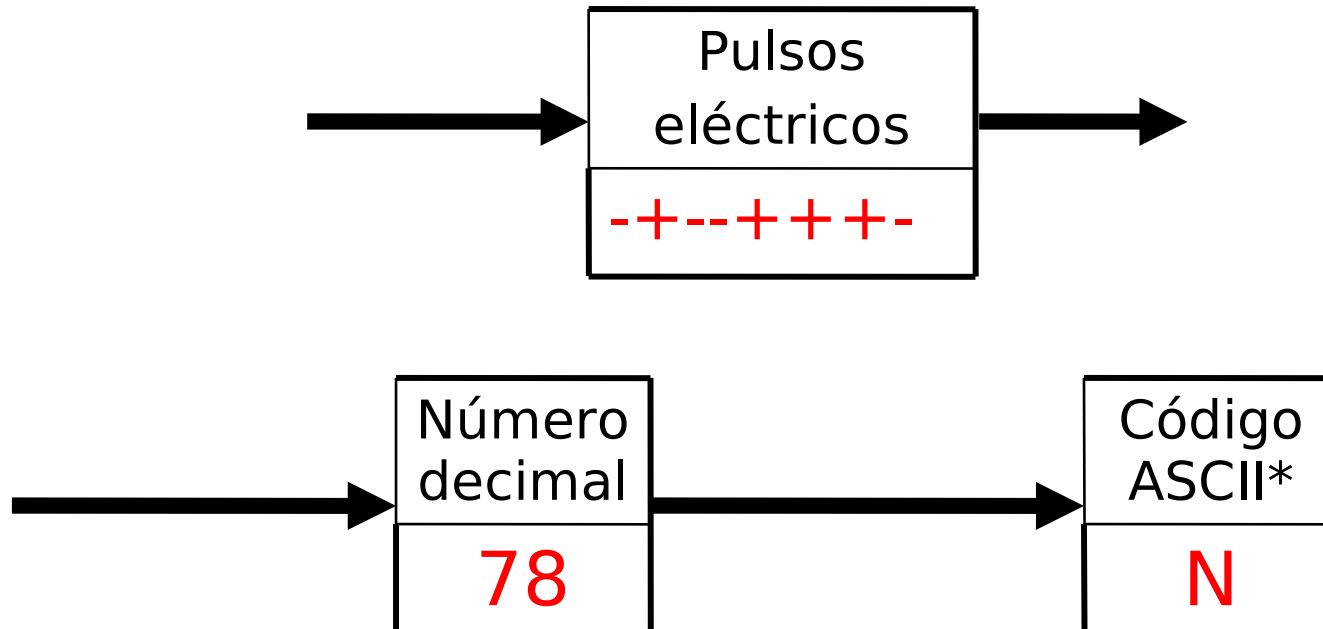 Pulsos
eléctricos
-+--+++-
Número
decimal
78
Código
ASCII*
N